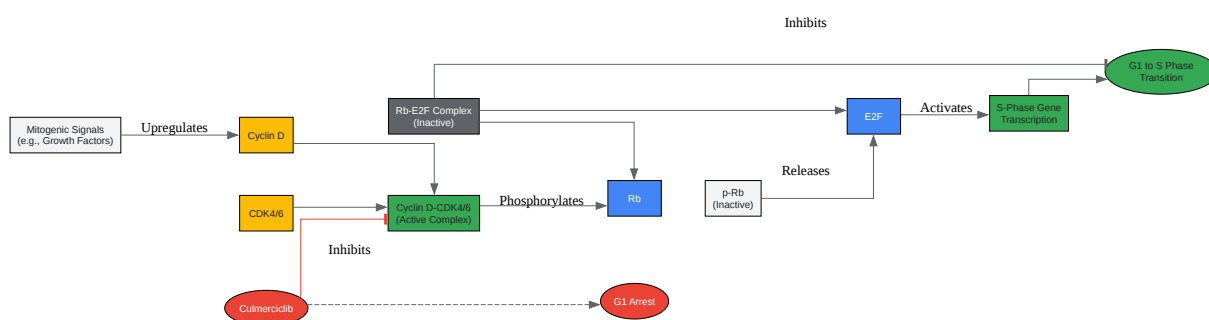 Inhibits
G1 to S Phase
Transition
Rb-E2F Complex
(Inactive)
E2F
Activates
S-Phase Gene
Transcription
Mitogenic Signals
(e.g., Growth Factors)
Upregulates
Cyclin D
Releases
CDK4/6
Cyclin D-CDK4/6
(Active Complex)
Phosphorylates
Rb
p-Rb
(Inactive)
Inhibits
Culmerciclib
G1 Arrest